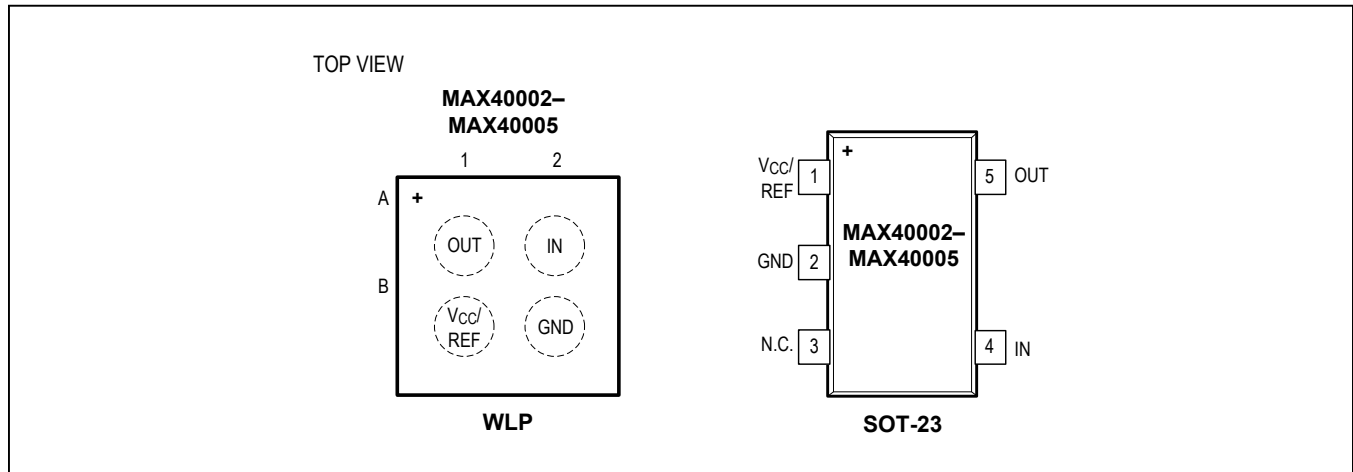 TOP VIEW
MAX40002–
MAX40005
1 2
A +
OUT IN
B
VCC/
REF GND
WLP
+
VCC/
REF 1
5 OUT
MAX40002–
MAX40005
GND 2
N.C. 3
4 IN
SOT-23